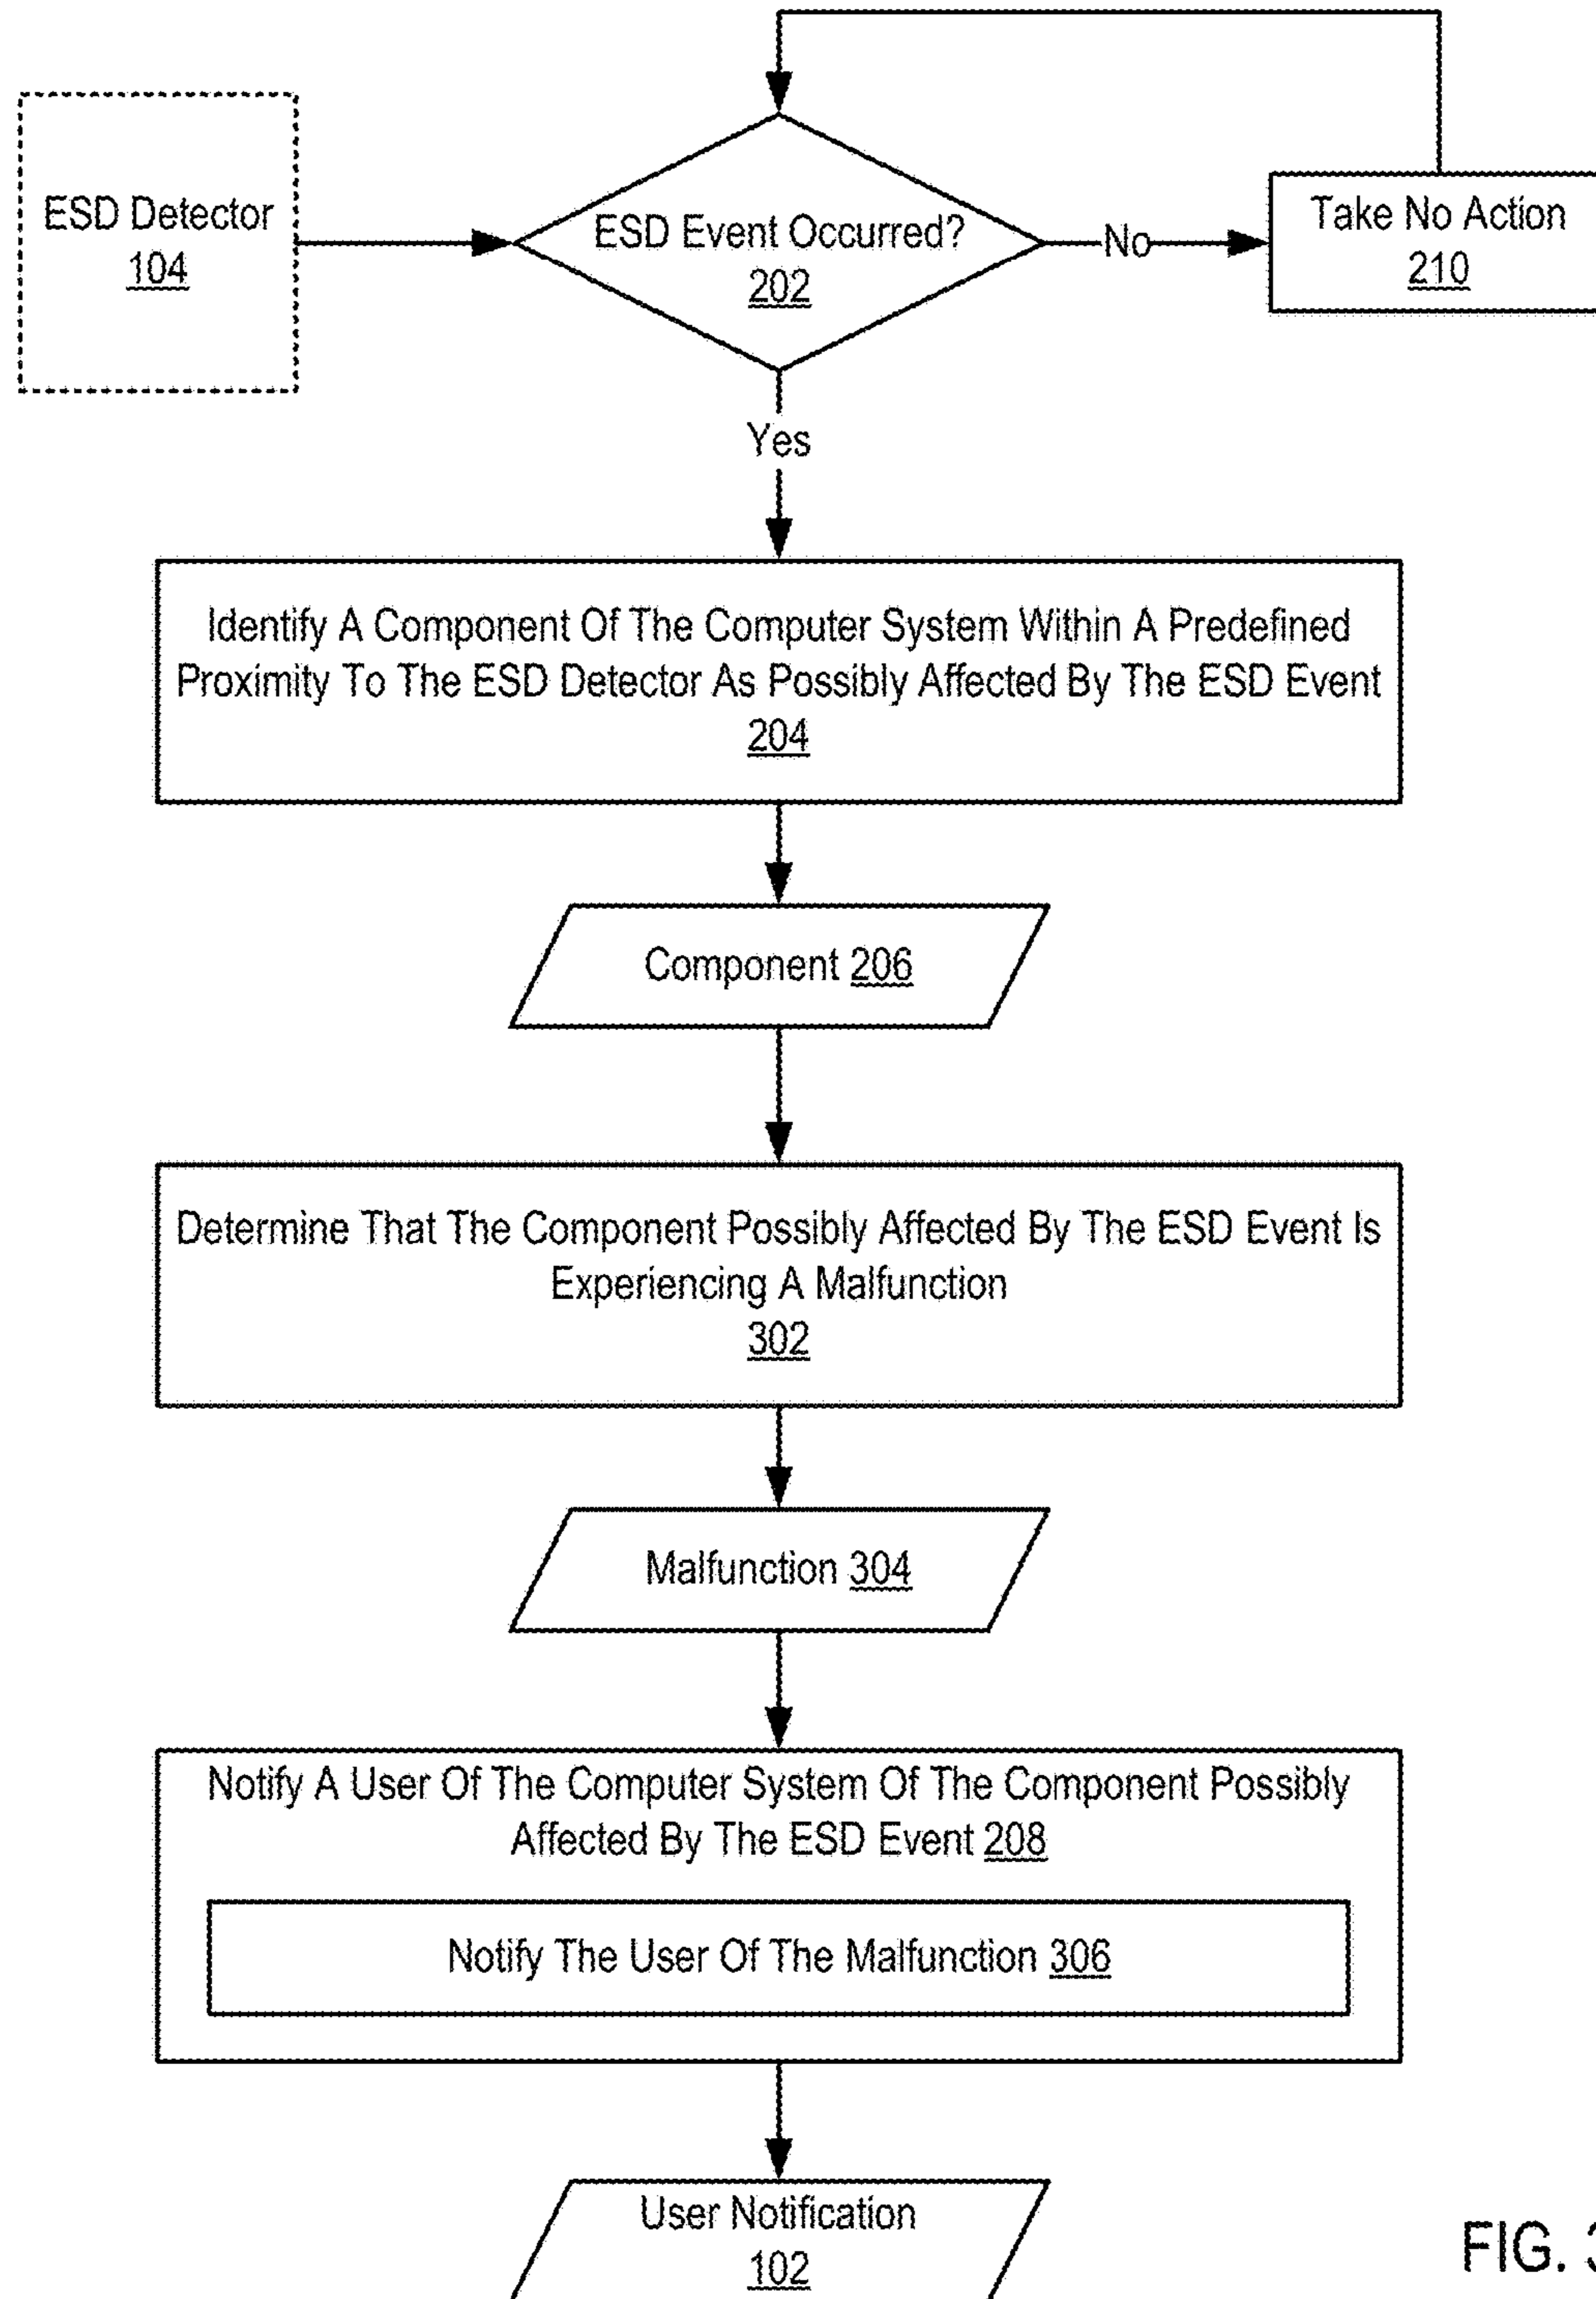 ESD Detector
104
ESD Event Occurred?
202
No
Take No Action
210
Yes
Identify A Component Of The Computer System Within A Predefined
Proximity To The ESD Detector As Possibly Affected By The ESD Event
204
Component 206
Determine That The Component Possibly Affected By The ESD Event Is
Experiencing A Malfunction
302
Malfunction 304
Notify A User Of The Computer System Of The Component Possibly
Affected By The ESD Event 208
Notify The User Of The Malfunction 306
User Notification
102
FIG. 3